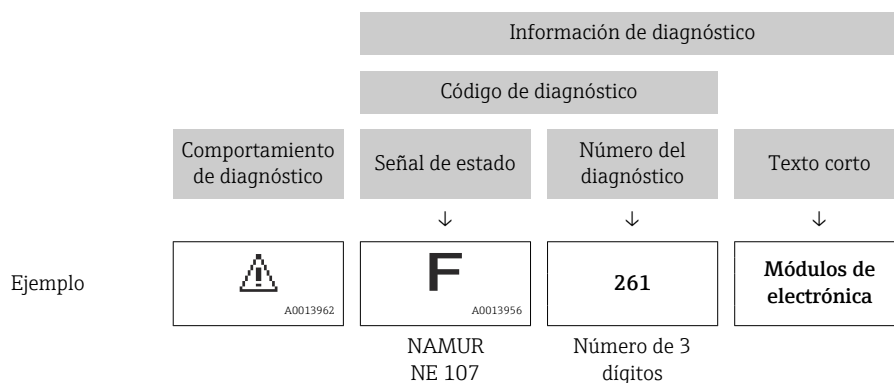 Información de diagnóstico
Código de diagnóstico
Comportamiento
de diagnóstico
Señal de estado
Número del
diagnóstico
Texto corto
↓ ↓ ↓
Ejemplo
A0013962
F
A0013956
261
Módulos de
electrónica
NAMUR
NE 107
Número de 3
dígitos